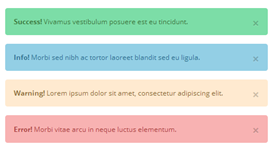 Success! Vivamus vestibulum posuere est eu tincidunt. ×
Info! Morbi sed nibh ac tortor laoreet blandit sed eu ligula. ×
Warning! Lorem ipsum dolor sit amet, consectetur adipiscing elit. ×
Error! Morbi vitae arcu in neque luctus elementum. ×